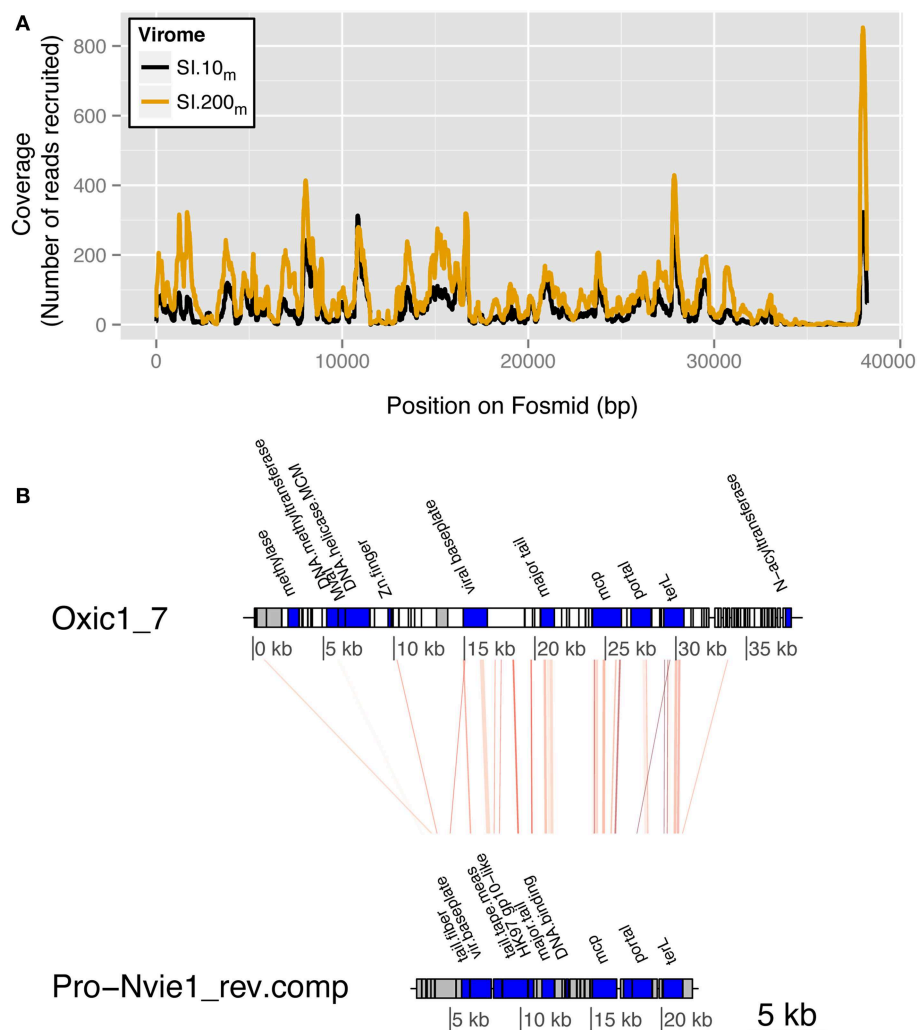 A
Virome
SI.10m
SI.200m
Coverage
(Number of reads recruited)
800
600
400
200
0
0
10000
20000
30000
40000
Position on Fosmid (bp)
B
methylase
DNA.methyltransferase
MvaI
DNA.helicase.MCM
Zn.finger
viral baseplate
major tail
mcp
portal
terL
N-acyltransferase
Oxic1_7
0 kb
5 kb
10 kb
15 kb
20 kb
25 kb
30 kb
35 kb
tail.fiber
vir.baseplate
tail.tape.meas
HK97 gp10-like
major.tail
DNA.binding
mcp
portal
terL
Pro-Nvie1_rev.comp
5 kb
10 kb
15 kb
20 kb
5 kb